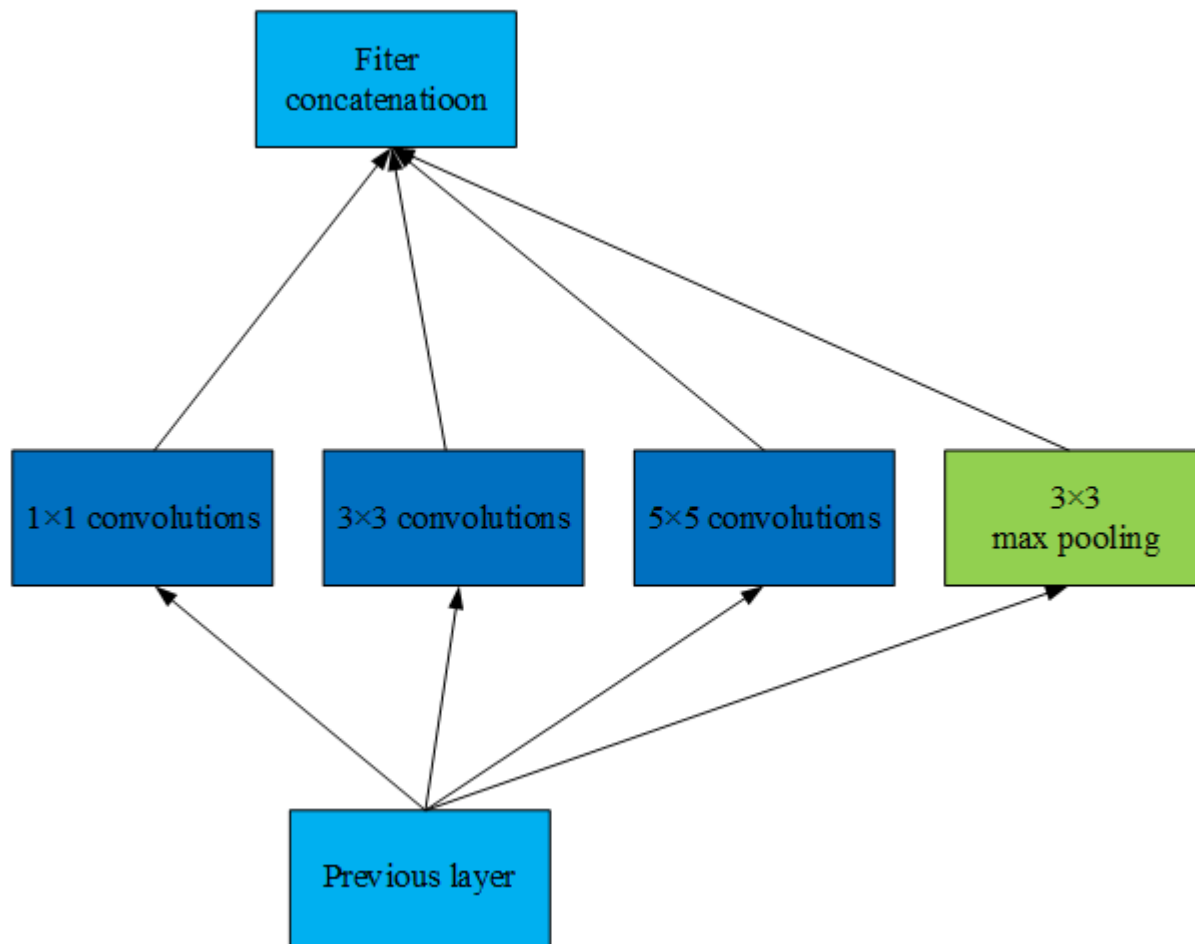 Fiter
concatenatioon
1×1 convolutions
3×3 convolutions
5×5 convolutions
3×3
max pooling
Previous layer